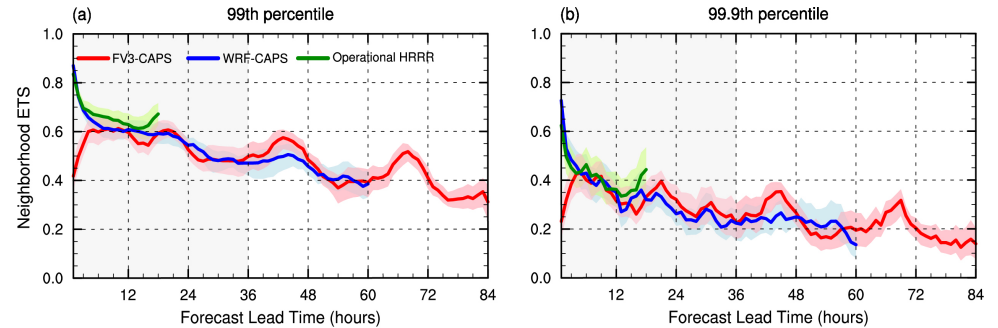 (a) 99th percentile
FV3-CAPS WRF-CAPS Operational HRRR
Neighborhood ETS
1.0
0.8
0.6
0.4
0.2
0.0
12 24 36 48 60 72 84
Forecast Lead Time (hours)
(b) 99.9th percentile
1.0
0.8
0.6
0.4
0.2
0.0
12 24 36 48 60 72 84
Forecast Lead Time (hours)